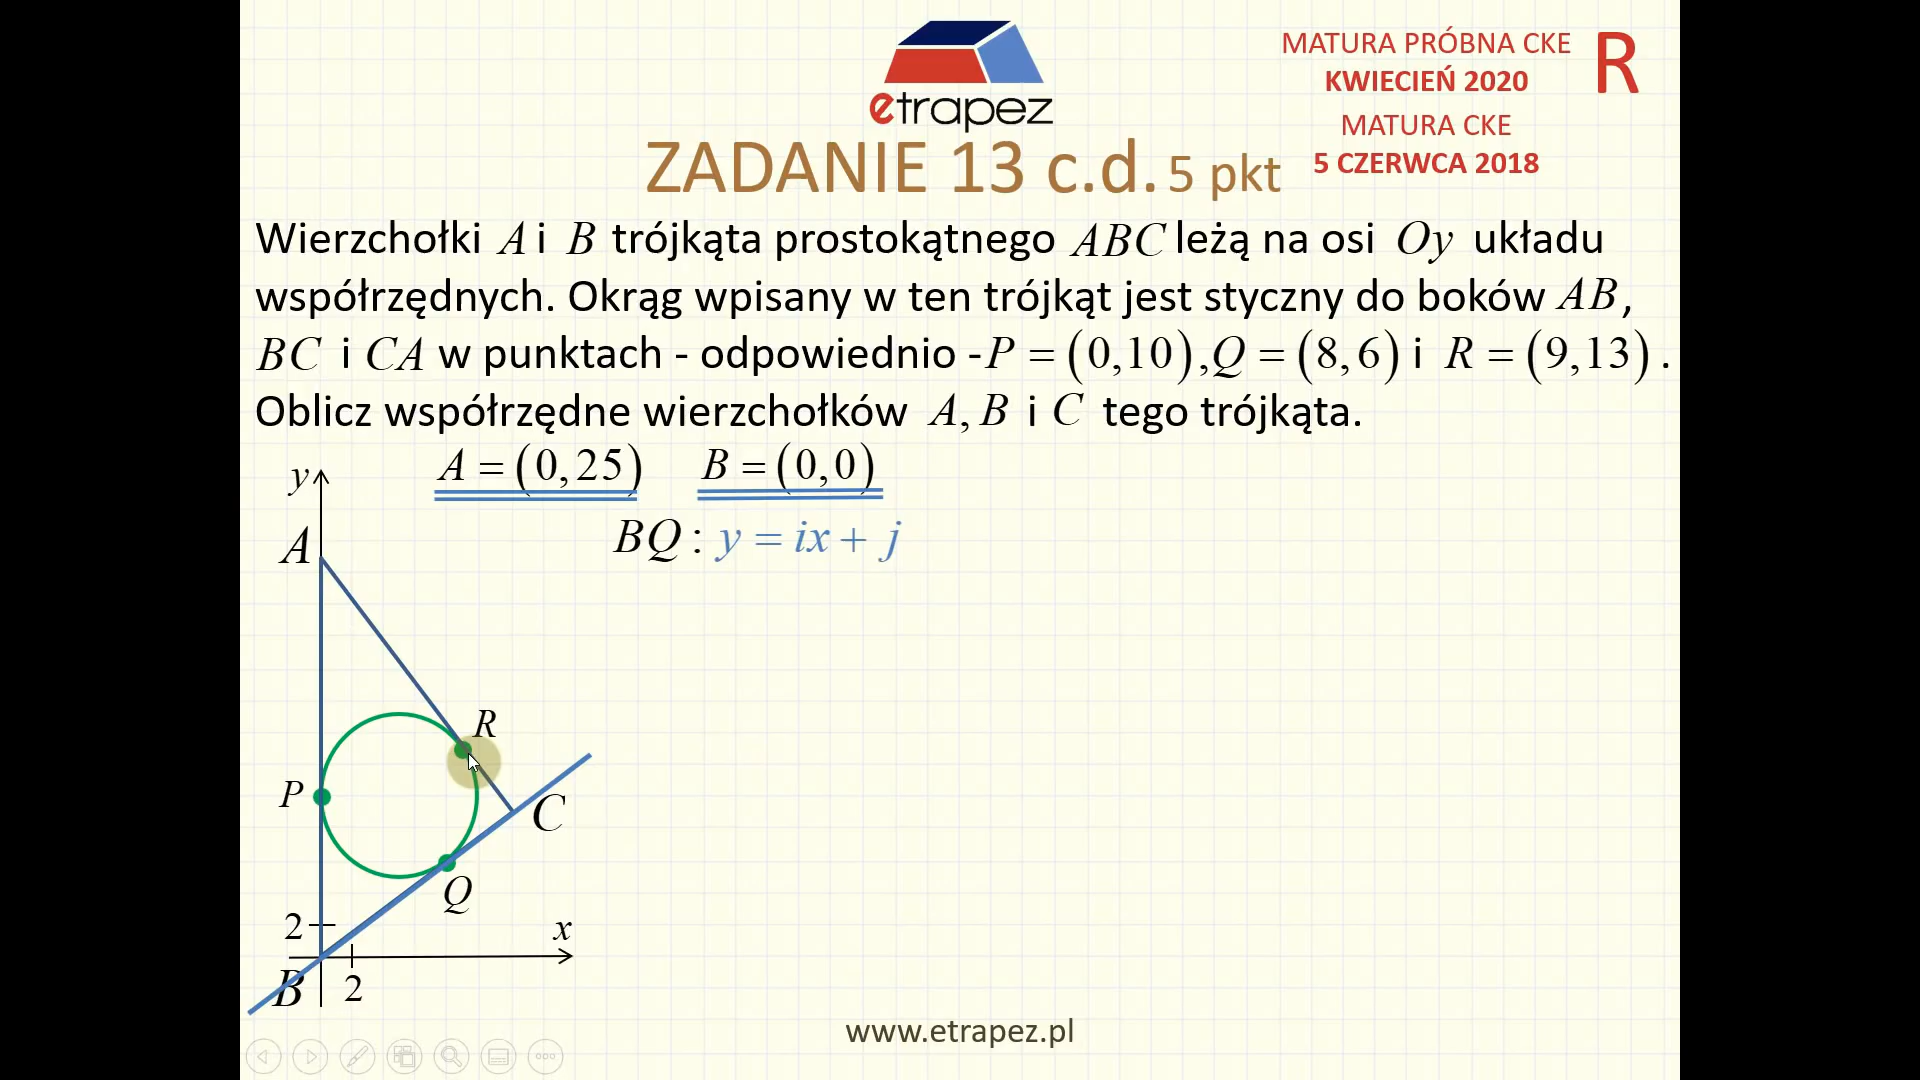 etrapez
MATURA PRÓBNA CKE
KWIECIEŃ 2020
R
MATURA CKE
5 CZERWCA 2018
ZADANIE 13 c.d. 5 pkt
Wierzchołki A i B trójkąta prostokątnego ABC leżą na osi Oy układu
współrzędnych. Okrąg wpisany w ten trójkąt jest styczny do boków AB,
BC i CA w punktach - odpowiednio - P = (0,10), Q = (8,6) i R = (9,13).
Oblicz współrzędne wierzchołków A, B i C tego trójkąta.
A = (0,25) B = (0,0)
BQ: y = ix + j
y
A
R
P
C
Q
2
x
B
2
www.etrapez.pl